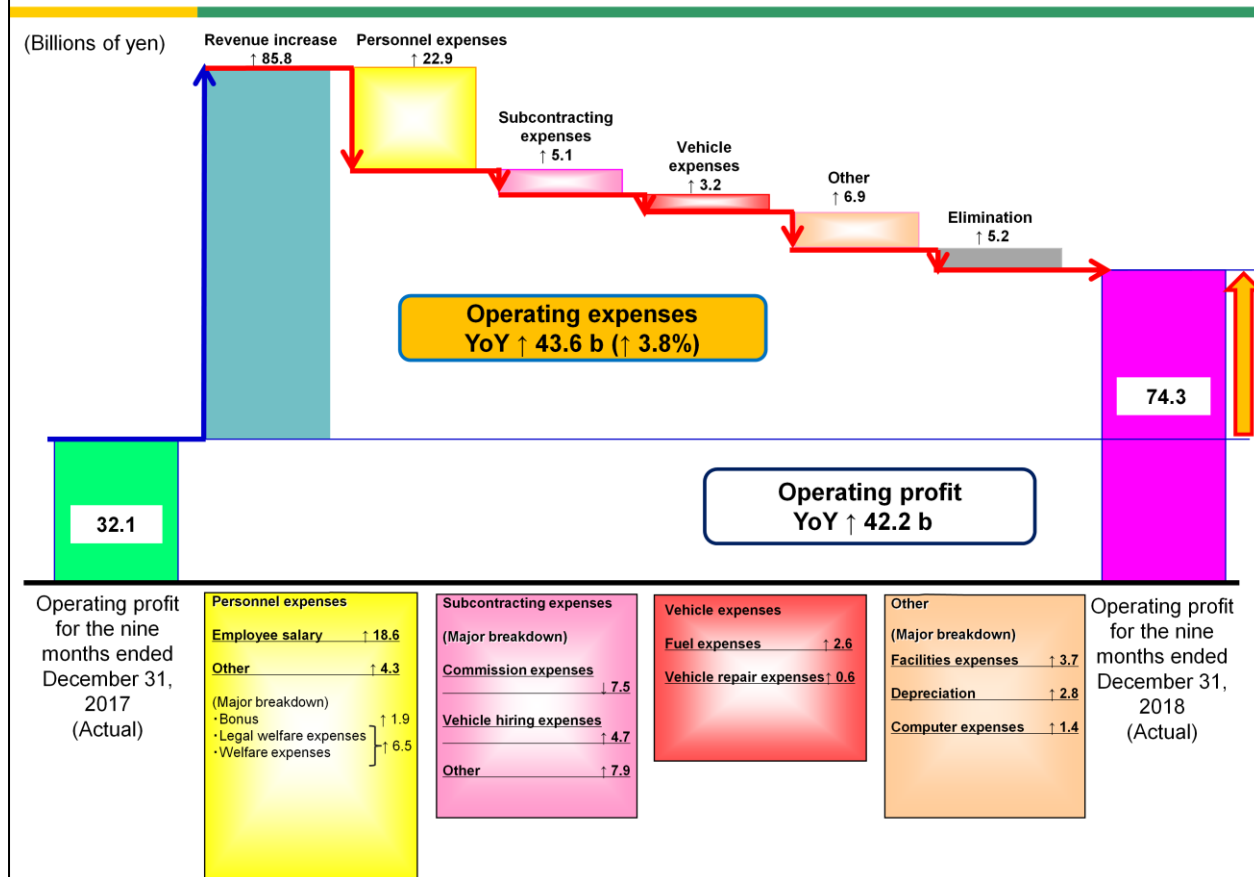 (Billions of yen)
Revenue increase
↑ 85.8
Personnel expenses
↑ 22.9
Subcontracting
expenses
↑ 5.1
Vehicle
expenses
↑ 3.2
Other
↑ 6.9
Elimination
↑ 5.2
Operating expenses
YoY ↑ 43.6 b (↑ 3.8%)
74.3
Operating profit
YoY ↑ 42.2 b
32.1
Operating profit
for the nine
months ended
December 31,
2017
(Actual)
Personnel expenses
Employee salary ↑ 18.6
Other ↑ 4.3
(Major breakdown)
・Bonus ↑ 1.9
・Legal welfare expenses
・Welfare expenses
↑ 6.5
Subcontracting expenses
(Major breakdown)
Commission expenses
↓ 7.5
Vehicle hiring expenses
↑ 4.7
Other ↑ 7.9
Vehicle expenses
Fuel expenses ↑ 2.6
Vehicle repair expenses ↑ 0.6
Other
(Major breakdown)
Facilities expenses ↑ 3.7
Depreciation ↑ 2.8
Computer expenses ↑ 1.4
Operating profit
for the nine
months ended
December 31,
2018
(Actual)